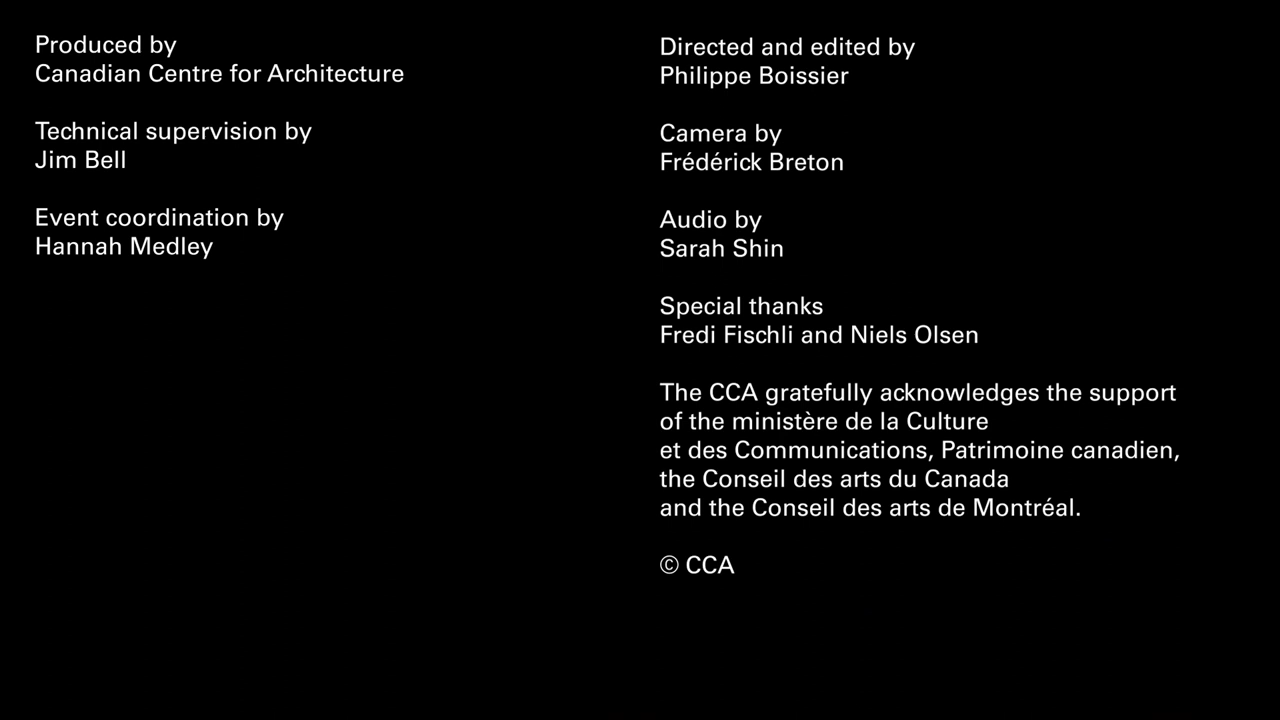 Produced by
Canadian Centre for Architecture
Technical supervision by
Jim Bell
Event coordination by
Hannah Medley
Directed and edited by
Philippe Boissier
Camera by
Frédérick Breton
Audio by
Sarah Shin
Special thanks
Fredi Fischli and Niels Olsen
The CCA gratefully acknowledges the support
of the ministère de la Culture
et des Communications, Patrimoine canadien,
the Conseil des arts du Canada
and the Conseil des arts de Montréal.
© CCA